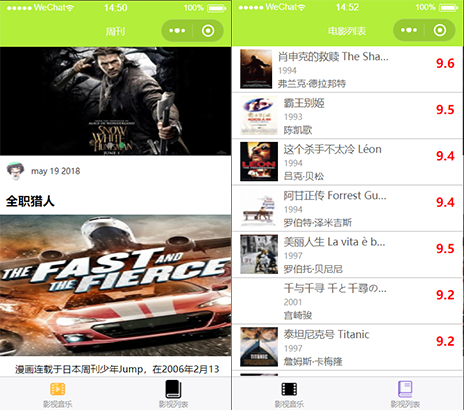 WeChat
14:50
100%
周刊
SNOW WHITE
HUNTSMAN
JUNE 1
may 19 2018
全职猎人
THE FAST AND THE FIERCE
漫画连载于日本周刊少年Jump，在2006年2月13
影视音乐
影视列表
WeChat
14:52
100%
电影列表
肖申克的救赎 The Sha...
1994
弗兰克·德拉邦特
9.6
霸王别姬
1993
陈凯歌
9.5
这个杀手不太冷 Léon
1994
吕克·贝松
9.4
阿甘正传 Forrest Gu...
1994
罗伯特·泽米吉斯
9.4
美丽人生 La vita è b...
1997
罗伯托·贝尼尼
9.5
千与千寻 千と千尋の...
2001
宫崎骏
9.2
泰坦尼克号 Titanic
1997
詹姆斯·卡梅隆
9.2
影视音乐
影视列表